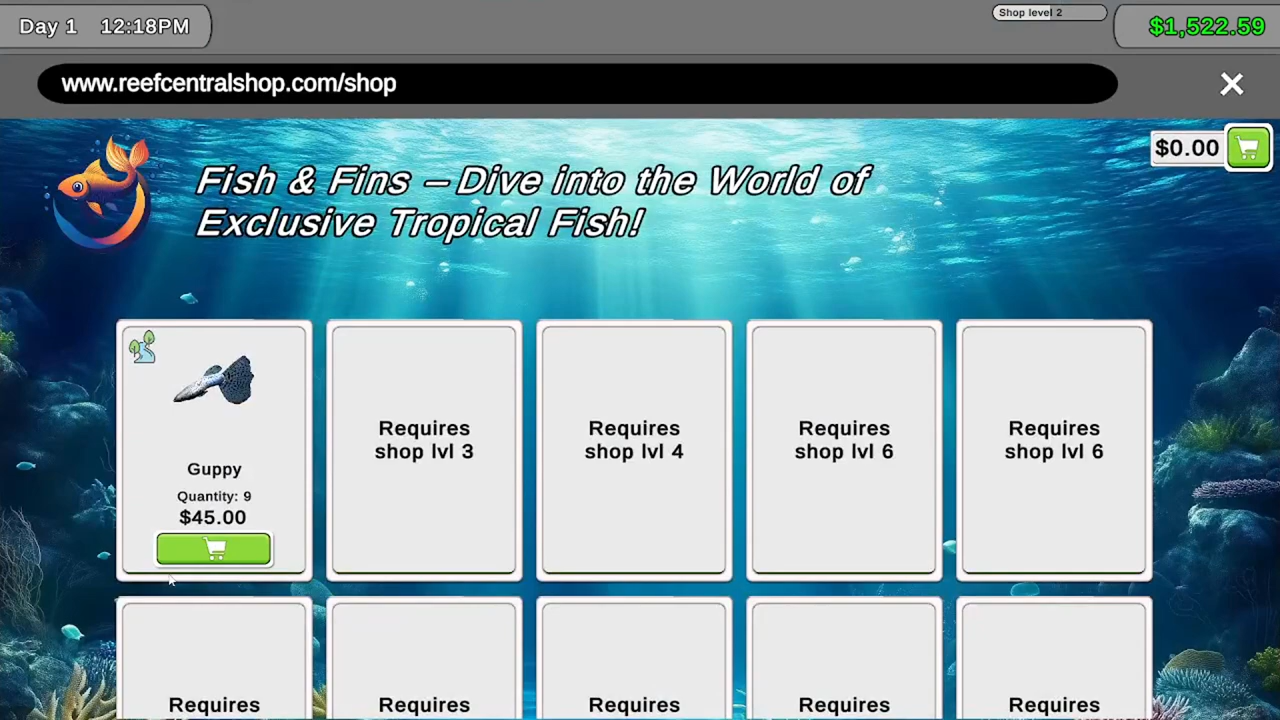 Day 1 12:18PM
Shop level 2
$1,522.59
www.reefcentralshop.com/shop
$0.00
Fish & Fins – Dive into the World of
Exclusive Tropical Fish!
Guppy
Quantity: 9
$45.00
Requires
shop lvl 3
Requires
shop lvl 4
Requires
shop lvl 6
Requires
shop lvl 6
Requires
Requires
Requires
Requires
Requires